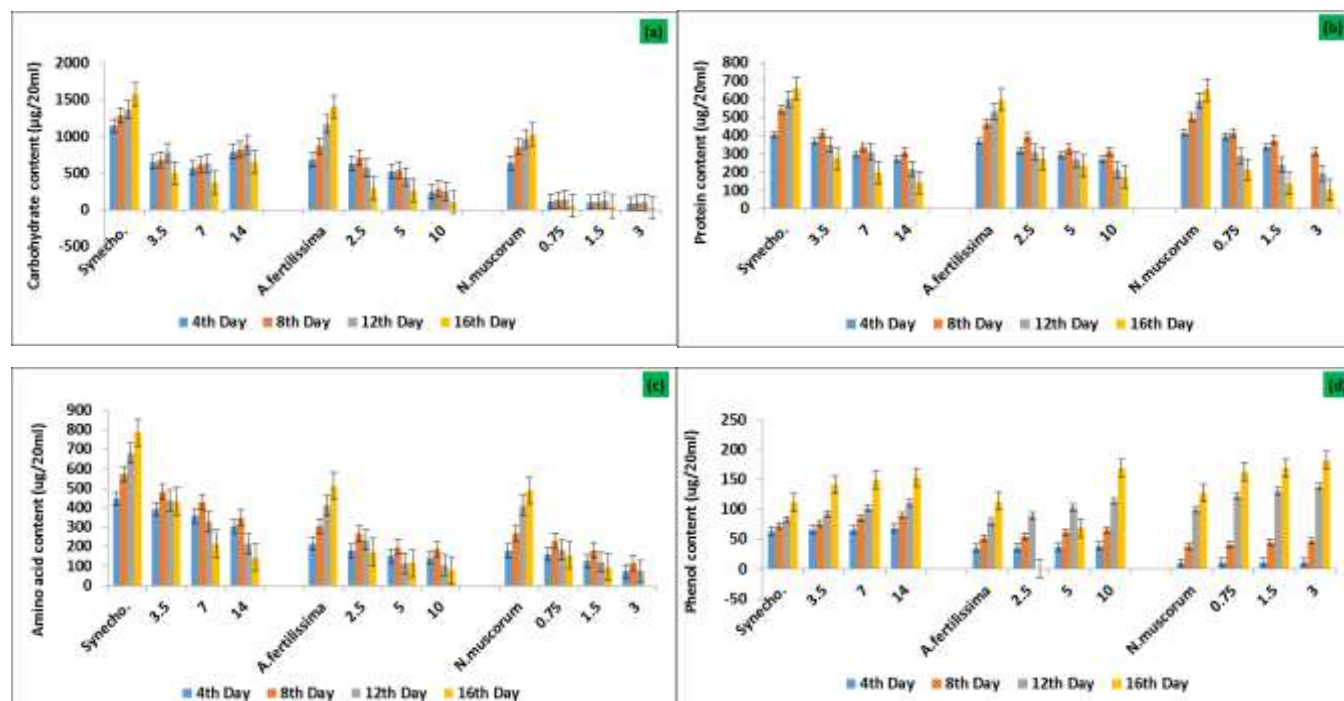 (a)
Carbohydrate content (µg/20ml)
2000
1500
1000
500
0
-500
Synecho. 3.5 7 14 A.fertilissima 2.5 5 10 N.muscorum 0.75 1.5 3
4th Day 8th Day 12th Day 16th Day
(b)
Protein content (ug/20ml)
800
700
600
500
400
300
200
100
0
Synecho. 3.5 7 14 A.fertilissima 2.5 5 10 N.muscorum 0.75 1.5 3
4th Day 8th Day 12th Day 16th Day
(c)
Amino acid content (ug/20ml)
900
800
700
600
500
400
300
200
100
0
Synecho. 3.5 7 14 A.fertilissima 2.5 5 10 N.muscorum 0.75 1.5 3
4th Day 8th Day 12th Day 16th Day
(d)
Phenol content (ug/20ml)
250
200
150
100
50
0
-50
Synecho. 3.5 7 14 A.fertilissima 2.5 5 10 N.muscorum 0.75 1.5 3
4th Day 8th Day 12th Day 16th Day